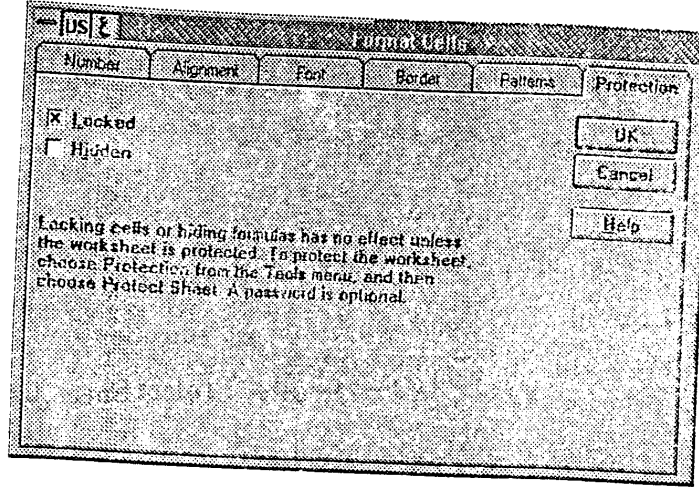 US ع Format Cells
Number Alignment Font Border Patterns Protection
Locked
Hidden
OK
Cancel
Help
Locking cells or hiding formulas has no effect unless
the worksheet is protected. To protect the worksheet,
choose Protection from the Tools menu, and then
choose Protect Sheet. A password is optional.